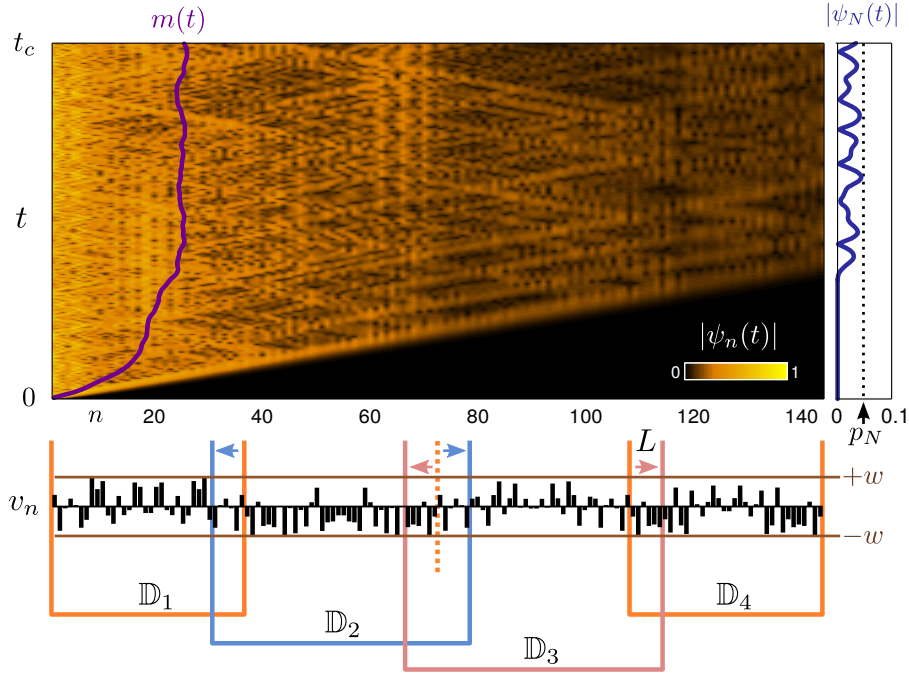 m(t)
|ψ_N(t)|
t_c
t
0
|ψ_n(t)|
0 1
n 20 40 60 80 100 120 140
0 0.1
p_N
L
v_n
+w
−w
𝔻_1
𝔻_2
𝔻_3
𝔻_4